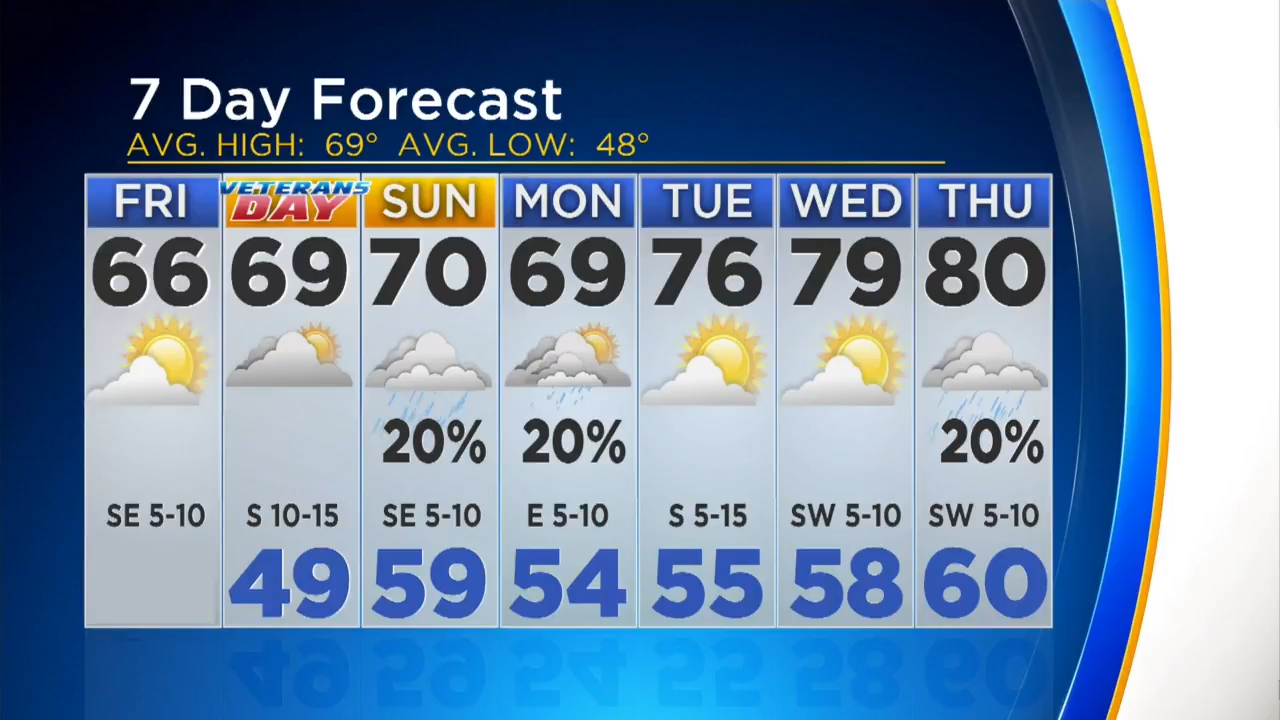 7 Day Forecast
AVG. HIGH: 69° AVG. LOW: 48°
FRI VETERANS DAY SUN MON TUE WED THU
66 69 70 69 76 79 80
20% 20% 20%
SE 5-10 S 10-15 SE 5-10 E 5-10 S 5-15 SW 5-10 SW 5-10
49 59 54 55 58 60